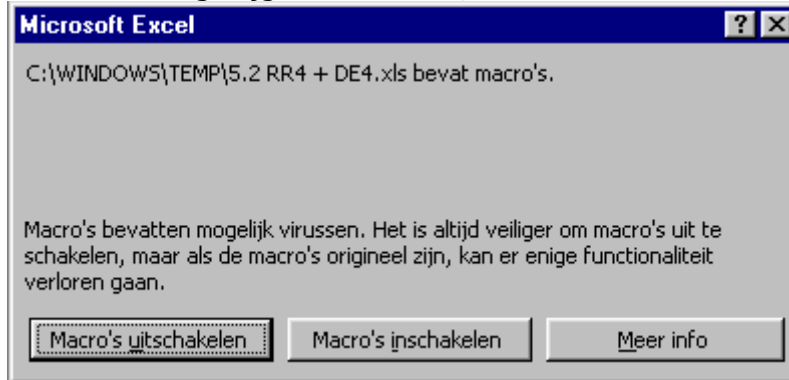 Microsoft Excel
C:\WINDOWS\TEMP\5.2 RR4 + DE4.xls bevat macro's.
Macro's bevatten mogelijk virussen. Het is altijd veiliger om macro's uit te
schakelen, maar als de macro's origineel zijn, kan er enige functionaliteit
verloren gaan.
Macro's uitschakelen Macro's inschakelen Meer info